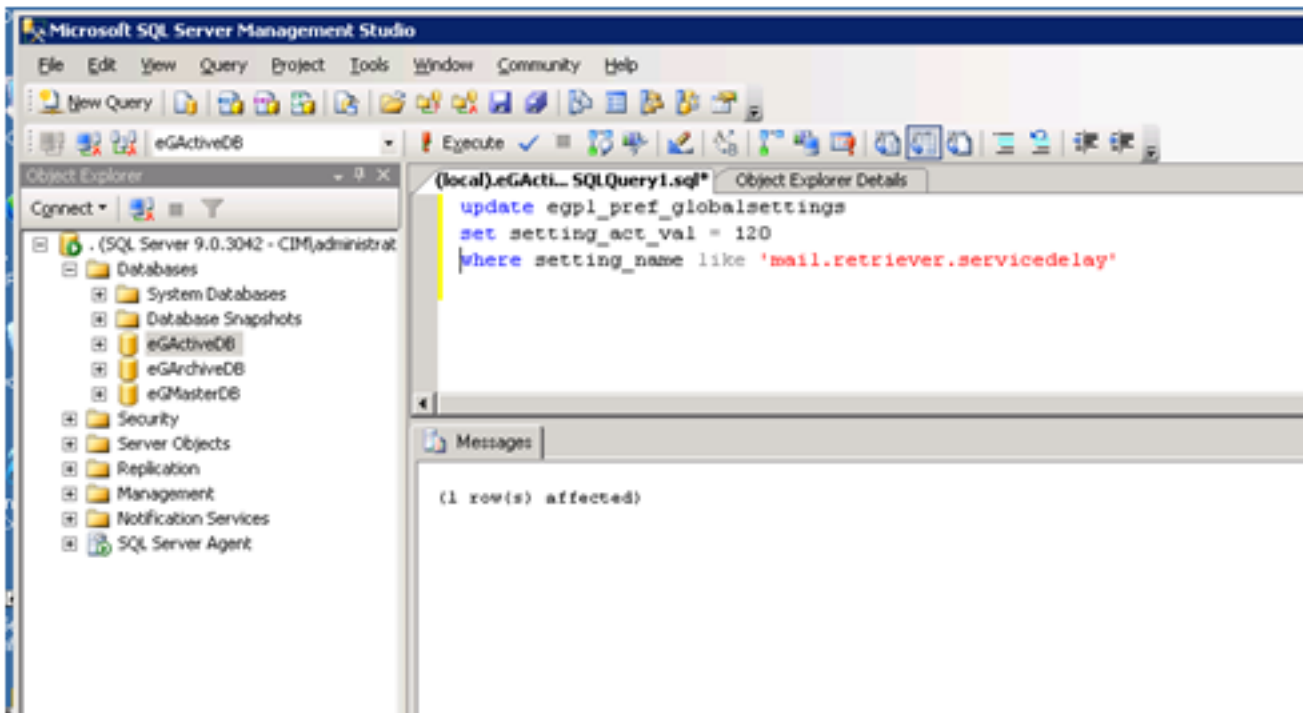 Microsoft SQL Server Management Studio
File Edit View Query Project Tools Window Community Help
New Query
eGActiveDB Execute
Object Explorer
(local).eGActi... SQLQuery1.sql* Object Explorer Details
Connect
. (SQL Server 9.0.3042 - CIM\administrat
Databases
System Databases
Database Snapshots
eGActiveDB
eGArchiveDB
eGMasterDB
Security
Server Objects
Replication
Management
Notification Services
SQL Server Agent
update egpl_pref_globalsettings
set setting_act_val = 120
where setting_name like 'mail.retriever.servicedelay'
Messages
(1 row(s) affected)